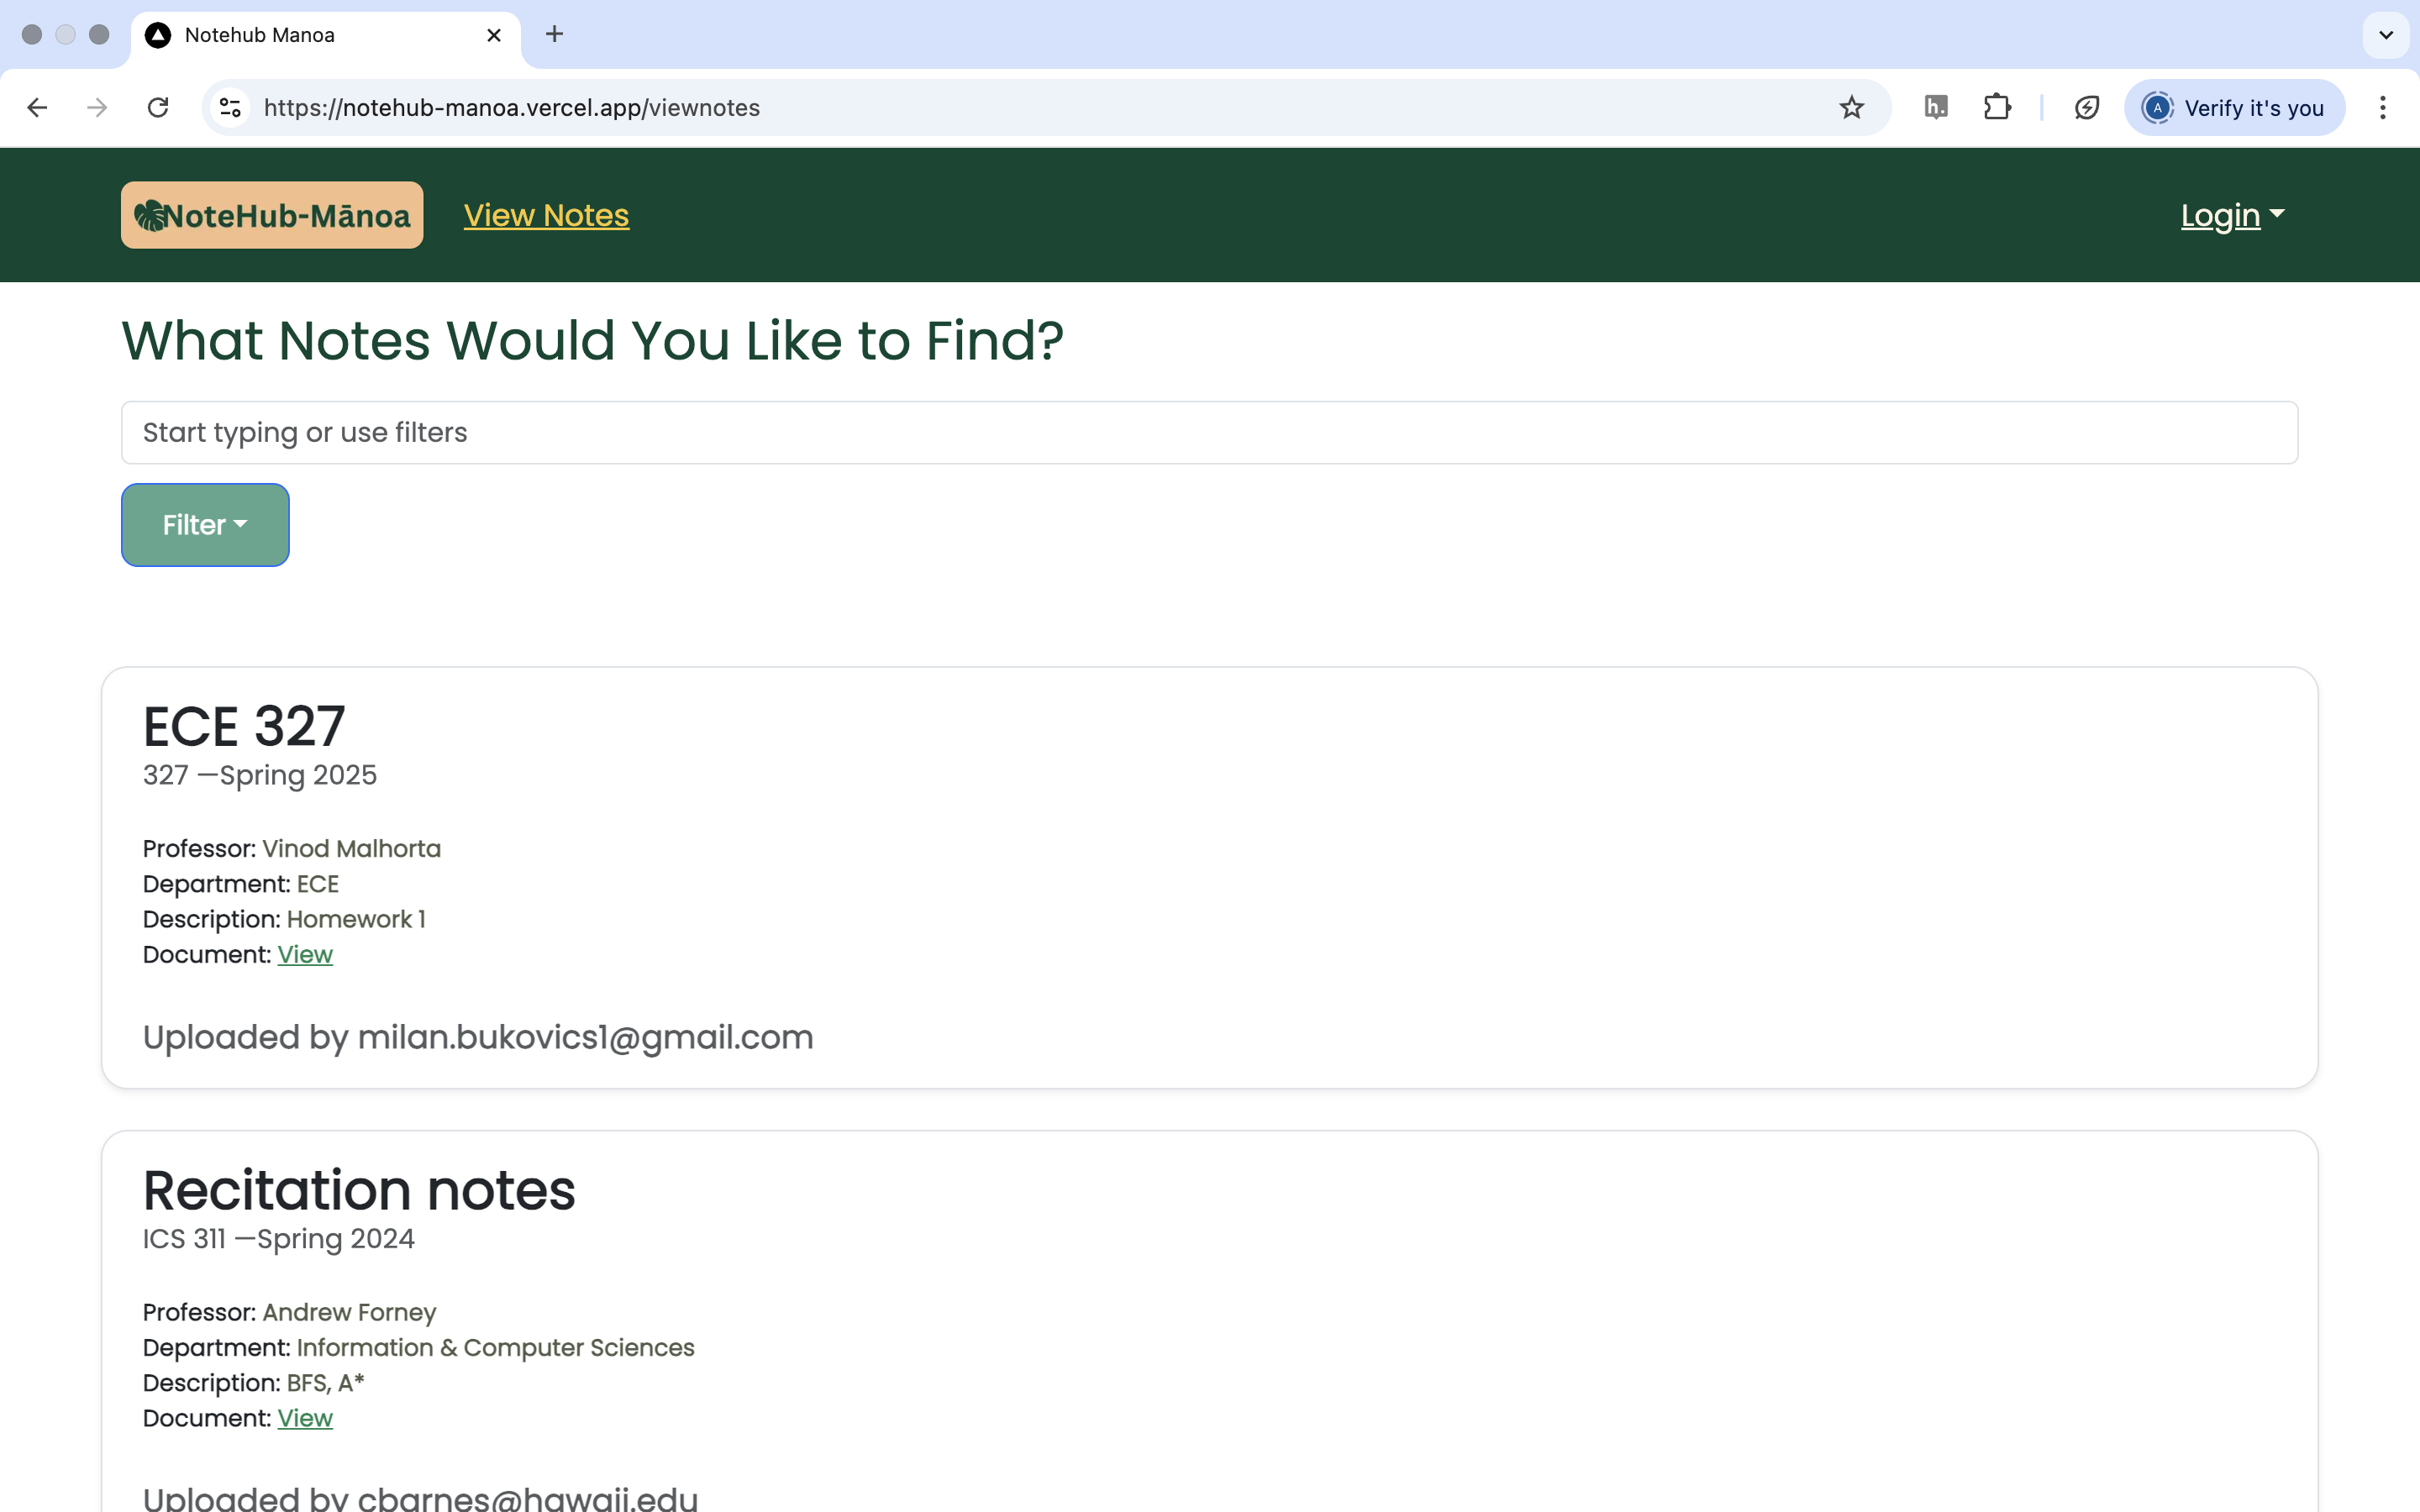 Notehub Manoa
https://notehub-manoa.vercel.app/viewnotes
h.
A Verify it's you
NoteHub-Mānoa View Notes Login
What Notes Would You Like to Find?
Start typing or use filters
Filter
ECE 327
327 —Spring 2025
Professor: Vinod Malhorta
Department: ECE
Description: Homework 1
Document: View
Uploaded by milan.bukovics1@gmail.com
Recitation notes
ICS 311 —Spring 2024
Professor: Andrew Forney
Department: Information & Computer Sciences
Description: BFS, A*
Document: View
Uploaded by cbarnes@hawaii.edu